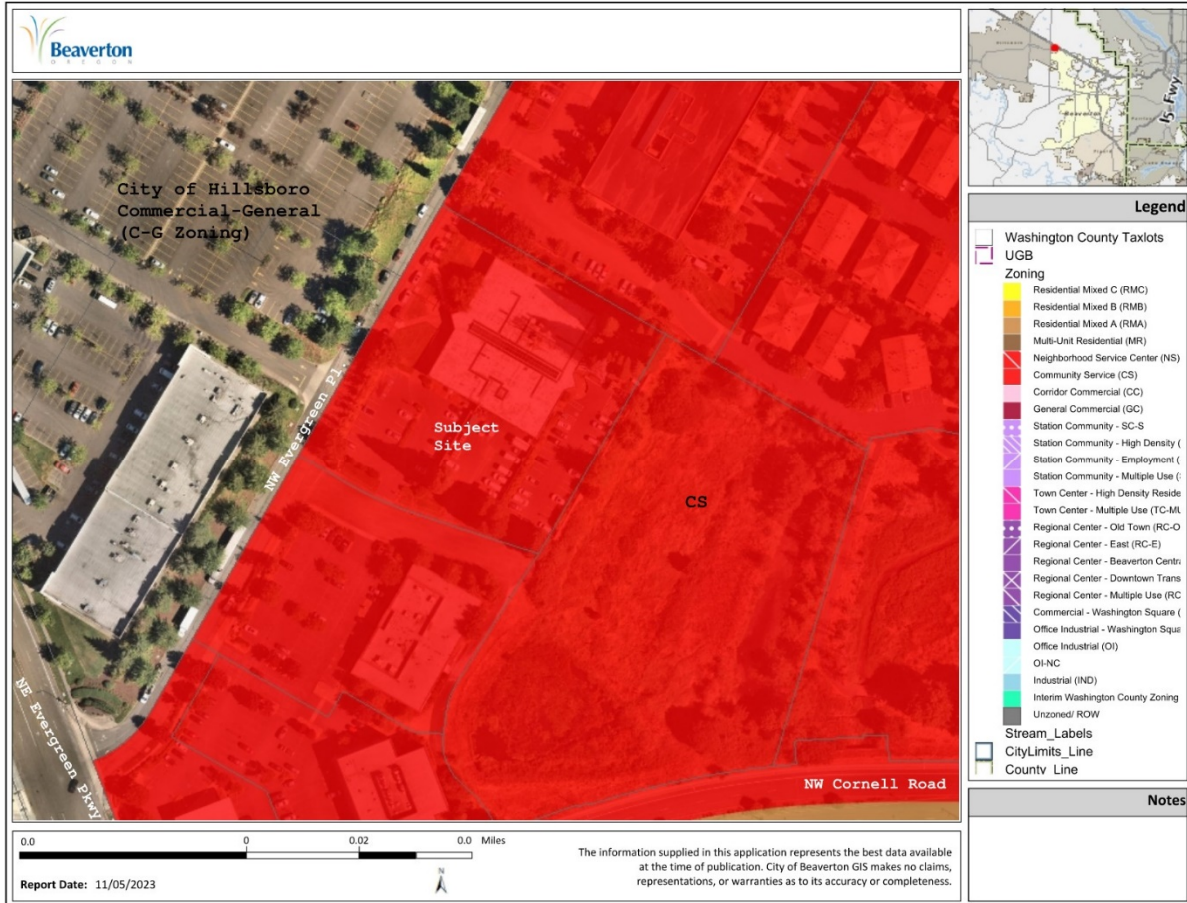 Beaverton
OREGON
City of Hillsboro
Commercial-General
(C-G Zoning)
NW Evergreen Pl.
Subject
Site
CS
NE Evergreen Pkwy
NW Cornell Road
Beaverton
I5 Fwy
Legend
Washington County Taxlots
UGB
Zoning
Residential Mixed C (RMC)
Residential Mixed B (RMB)
Residential Mixed A (RMA)
Multi-Unit Residential (MR)
Neighborhood Service Center (NS)
Community Service (CS)
Corridor Commercial (CC)
General Commercial (GC)
Station Community - SC-S
Station Community - High Density (
Station Community - Employment (
Station Community - Multiple Use (
Town Center - High Density Reside
Town Center - Multiple Use (TC-MU
Regional Center - Old Town (RC-O
Regional Center - East (RC-E)
Regional Center - Beaverton Centra
Regional Center - Downtown Trans
Regional Center - Multiple Use (RC
Commercial - Washington Square (
Office Industrial - Washington Squa
Office Industrial (OI)
OI-NC
Industrial (IND)
Interim Washington County Zoning
Unzoned/ ROW
Stream_Labels
CityLimits_Line
County_Line
Notes
0.0 0 0.02 0.0 Miles
Report Date: 11/05/2023
N
The information supplied in this application represents the best data available
at the time of publication. City of Beaverton GIS makes no claims,
representations, or warranties as to its accuracy or completeness.